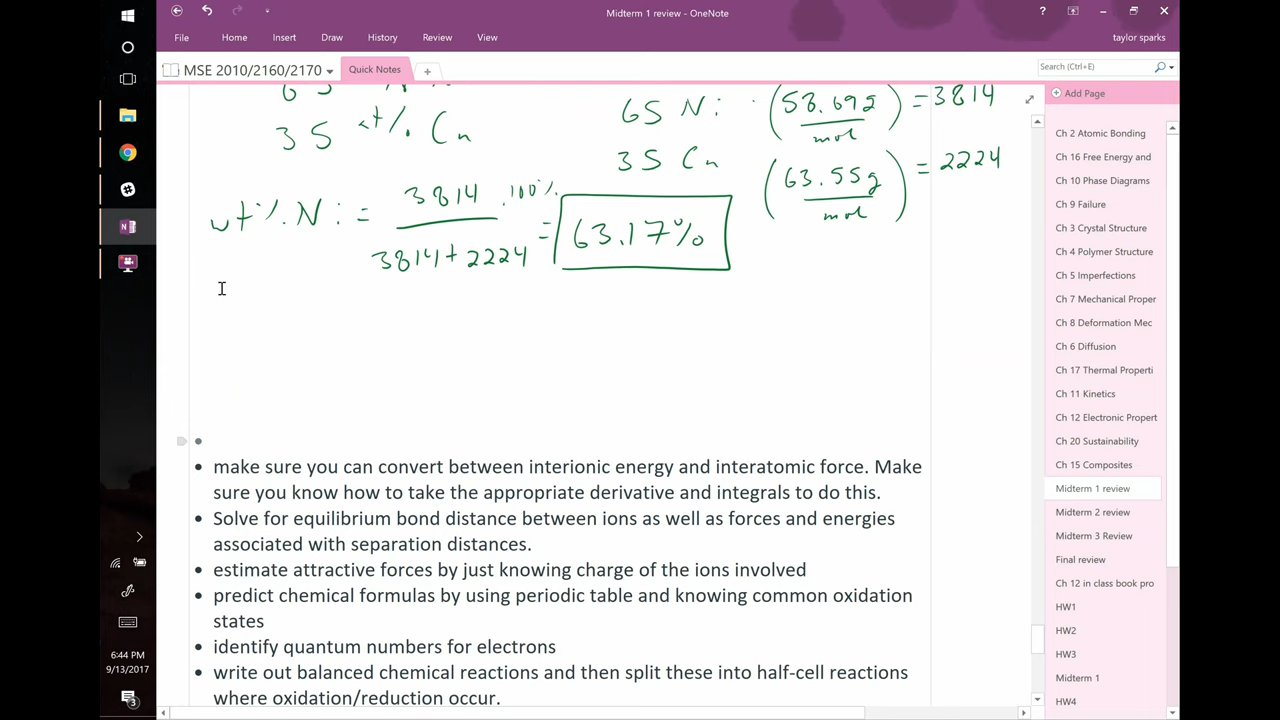 Midterm 1 review - OneNote
taylor sparks
File Home Insert Draw History Review View
MSE 2010/2160/2170
Quick Notes
Search (Ctrl+E)
Add Page
65 Ni (58.69g/mol) = 3814
35 at% Cu
35 Cu (63.55g/mol) = 2224
wt% Ni = 3814/3814+2224 · 100% = 63.17%
• make sure you can convert between interionic energy and interatomic force. Make
sure you know how to take the appropriate derivative and integrals to do this.
• Solve for equilibrium bond distance between ions as well as forces and energies
associated with separation distances.
• estimate attractive forces by just knowing charge of the ions involved
• predict chemical formulas by using periodic table and knowing common oxidation
states
• identify quantum numbers for electrons
• write out balanced chemical reactions and then split these into half-cell reactions
where oxidation/reduction occur.
Ch 2 Atomic Bonding
Ch 16 Free Energy and
Ch 10 Phase Diagrams
Ch 9 Failure
Ch 3 Crystal Structure
Ch 4 Polymer Structure
Ch 5 Imperfections
Ch 7 Mechanical Proper
Ch 8 Deformation Mec
Ch 6 Diffusion
Ch 17 Thermal Properti
Ch 11 Kinetics
Ch 12 Electronic Propert
Ch 20 Sustainability
Ch 15 Composites
Midterm 1 review
Midterm 2 review
Midterm 3 Review
Final review
Ch 12 in class book pro
HW1
HW2
HW3
Midterm 1
HW4
6:44 PM
9/13/2017
3